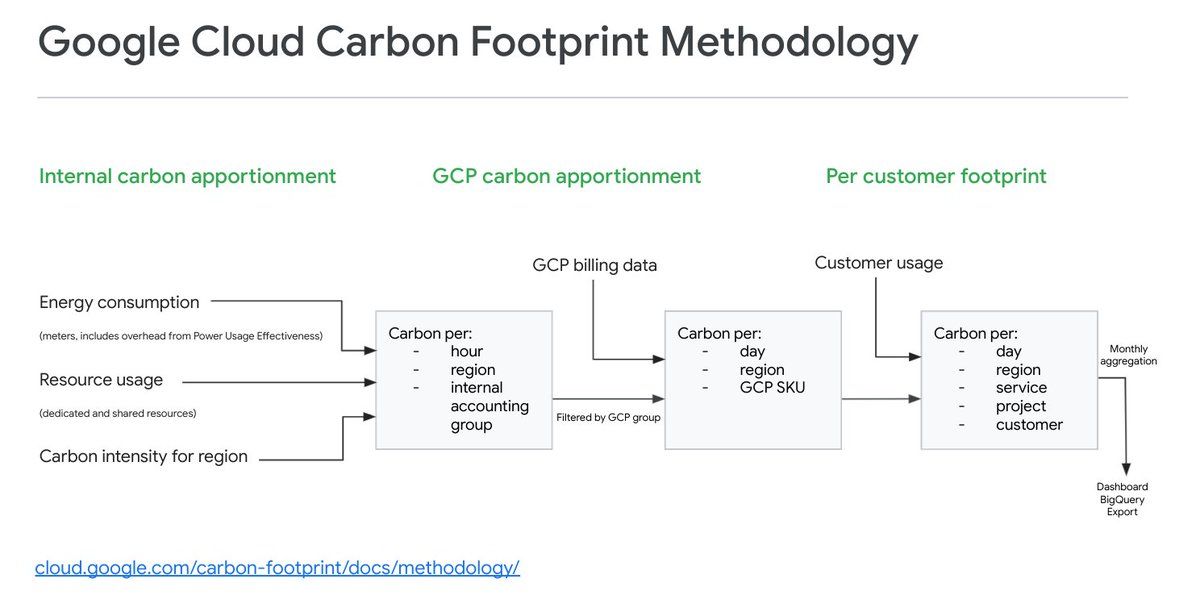 Google Cloud Carbon Footprint Methodology
Internal carbon apportionment
GCP carbon apportionment
Per customer footprint
GCP billing data
Customer usage
Energy consumption
(meters, includes overhead from Power Usage Effectiveness)
Resource usage
(dedicated and shared resources)
Carbon intensity for region
Carbon per:
- hour
- region
- internal
accounting
group
Filtered by GCP group
Carbon per:
- day
- region
- GCP SKU
Carbon per:
- day
- region
- service
- project
- customer
Monthly
aggregation
Dashboard
BigQuery
Export
cloud.google.com/carbon-footprint/docs/methodology/